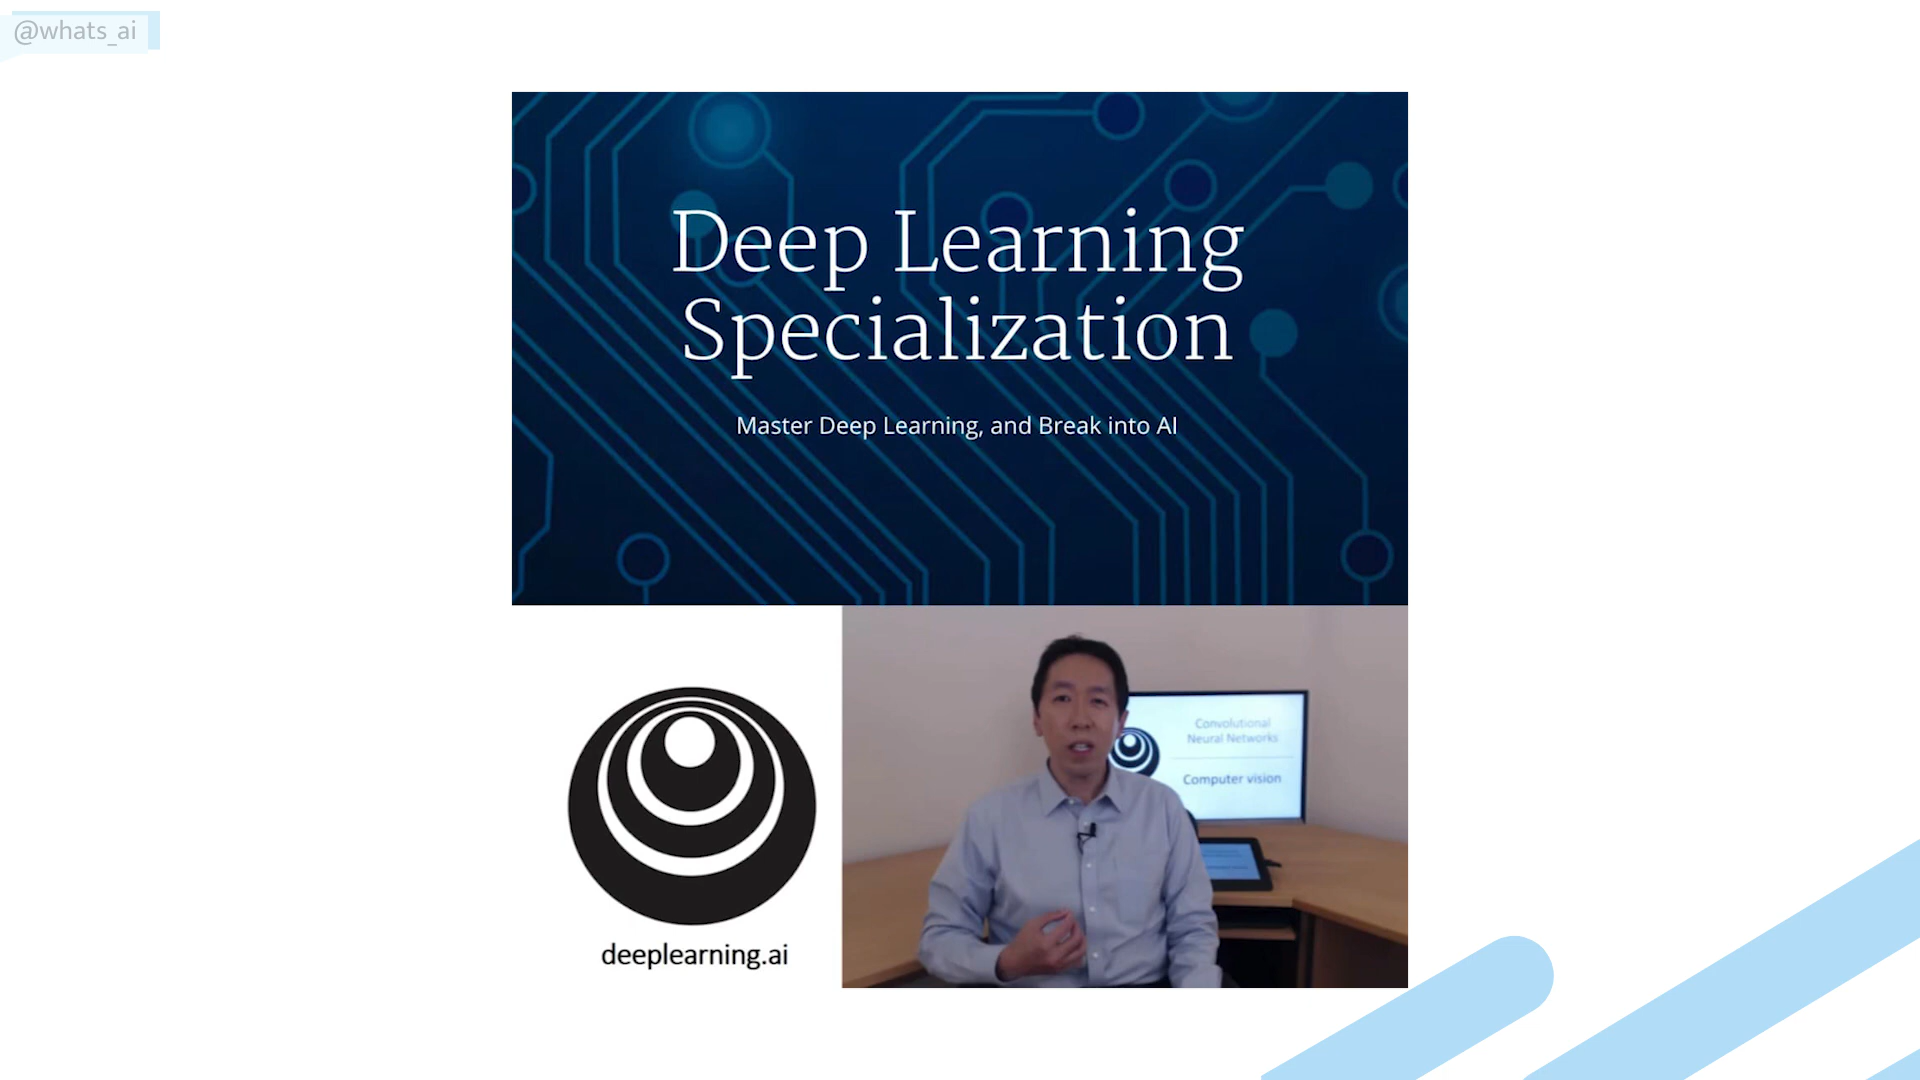 @whats_ai
Deep Learning
Specialization
Master Deep Learning, and Break into AI
Convolutional
Neural Networks
Computer vision
deeplearning.ai